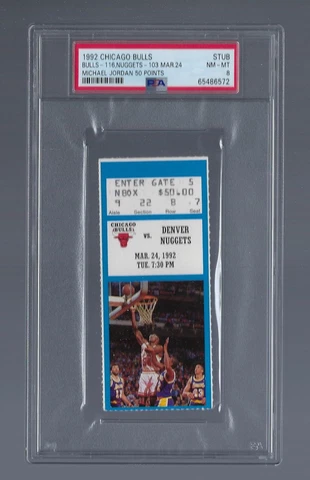 1992 CHICAGO BULLS STUB
BULLS - 116, NUGGETS - 103 MAR.24 NM - MT
MICHAEL JORDAN 50 POINTS PSA 8
65486572
ENTER GATE 5
NBOX $50.00
9 22 8 7
Aisle Section Row Seat
CHICAGO
BULLS
VS.
DENVER
NUGGETS
MAR. 24, 1992
TUE. 7:30 PM